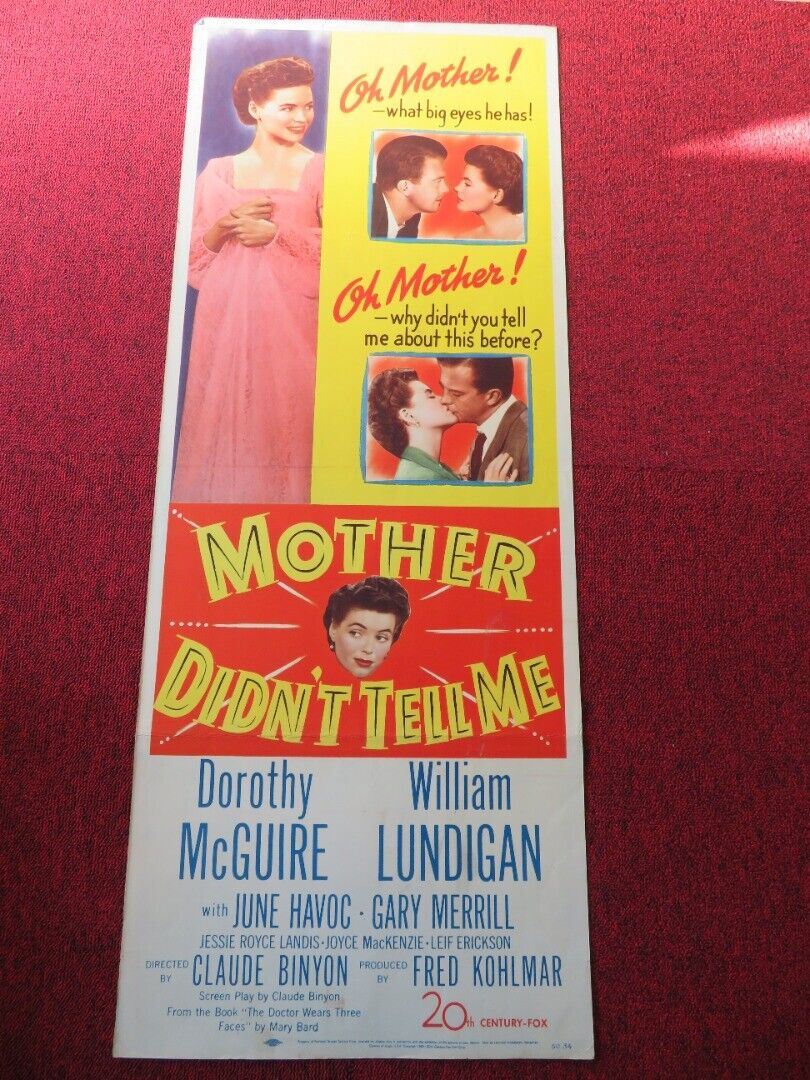 Oh Mother!
—what big eyes he has!
Oh Mother!
—why didn't you tell
me about this before?
MOTHER
DIDN'T TELL ME
Dorothy William
McGUIRE LUNDIGAN
with JUNE HAVOC · GARY MERRILL
JESSIE ROYCE LANDIS · JOYCE MacKENZIE · LEIF ERICKSON
DIRECTED BY CLAUDE BINYON PRODUCED BY FRED KOHLMAR
Screen Play by Claude Binyon
From the Book "The Doctor Wears Three
Faces" by Mary Bard
20th CENTURY-FOX